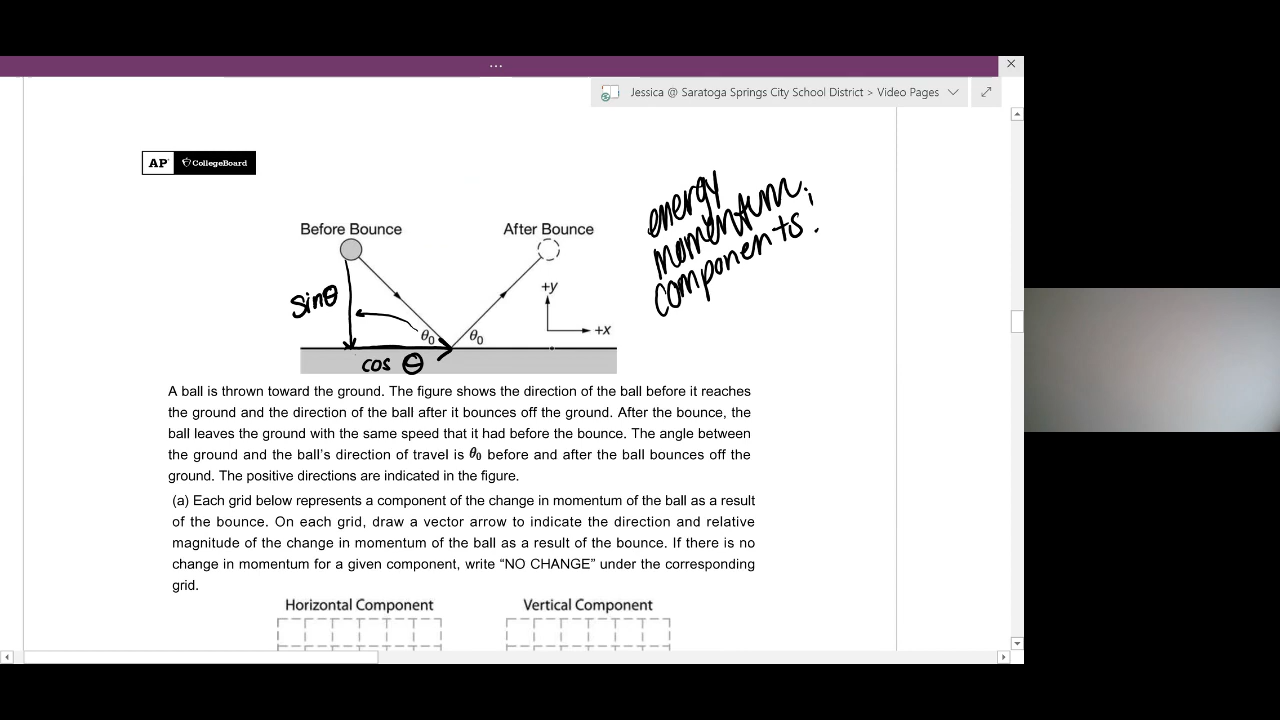 ...
Jessica @ Saratoga Springs City School District > Video Pages
AP CollegeBoard
energy
momentum;
components.
Before Bounce
After Bounce
+y
sinθ
θ₀ θ₀
+x
cos θ
A ball is thrown toward the ground. The figure shows the direction of the ball before it reaches
the ground and the direction of the ball after it bounces off the ground. After the bounce, the
ball leaves the ground with the same speed that it had before the bounce. The angle between
the ground and the ball's direction of travel is θ₀ before and after the ball bounces off the
ground. The positive directions are indicated in the figure.
(a) Each grid below represents a component of the change in momentum of the ball as a result
of the bounce. On each grid, draw a vector arrow to indicate the direction and relative
magnitude of the change in momentum of the ball as a result of the bounce. If there is no
change in momentum for a given component, write “NO CHANGE” under the corresponding
grid.
Horizontal Component
Vertical Component